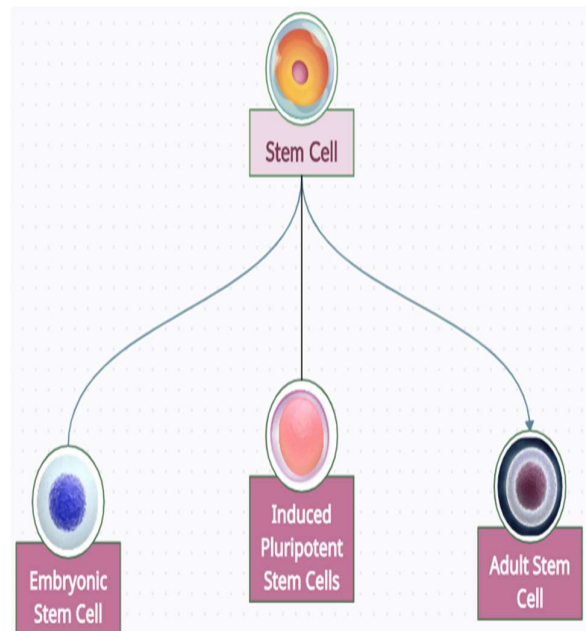 Stem Cell
Induced
Pluripotent
Stem Cells
Embryonic
Stem Cell
Adult Stem
Cell